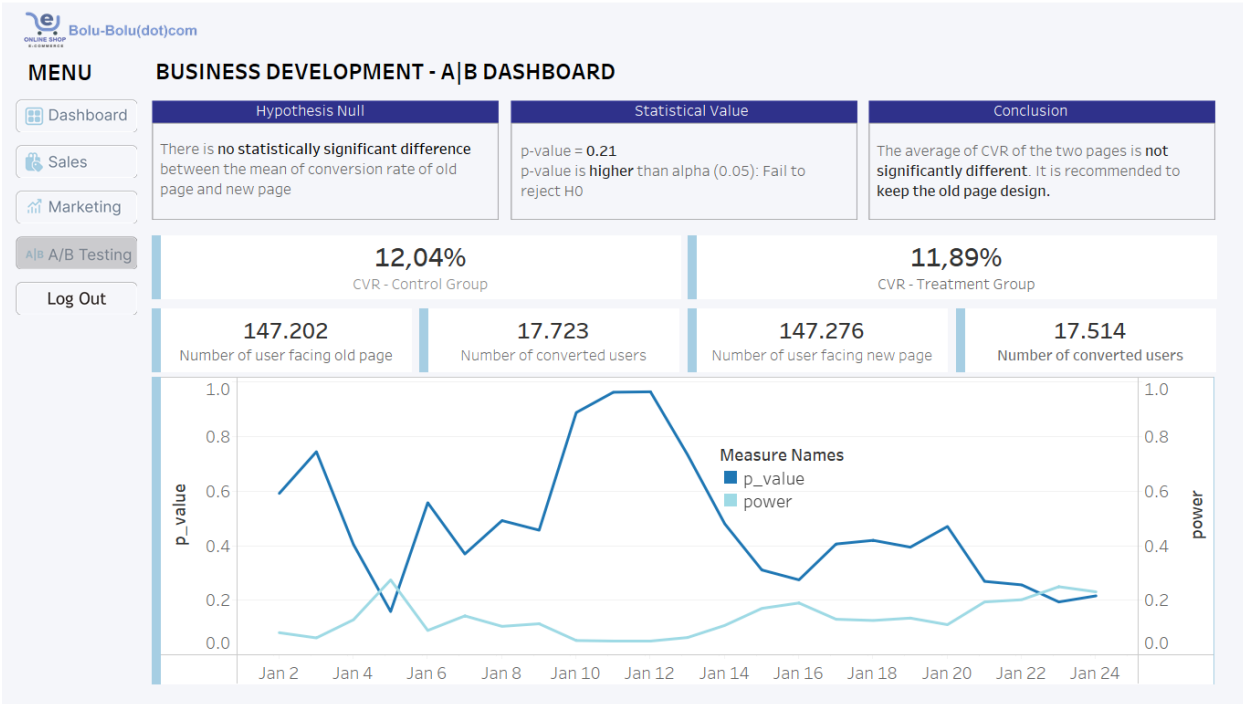 e
ONLINE SHOP
E-COMMERCE
Bolu-Bolu(dot)com
MENU
Dashboard
Sales
Marketing
A|B A/B Testing
Log Out
BUSINESS DEVELOPMENT - A|B DASHBOARD
Hypothesis Null
There is no statistically significant difference
between the mean of conversion rate of old
page and new page
Statistical Value
p-value = 0.21
p-value is higher than alpha (0.05): Fail to
reject H0
Conclusion
The average of CVR of the two pages is not
significantly different. It is recommended to
keep the old page design.
12,04%
CVR - Control Group
11,89%
CVR - Treatment Group
147.202
Number of user facing old page
17.723
Number of converted users
147.276
Number of user facing new page
17.514
Number of converted users
p_value
1.0
0.8
0.6
0.4
0.2
0.0
Measure Names
p_value
power
1.0
0.8
0.6
0.4
0.2
0.0
power
Jan 2 Jan 4 Jan 6 Jan 8 Jan 10 Jan 12 Jan 14 Jan 16 Jan 18 Jan 20 Jan 22 Jan 24